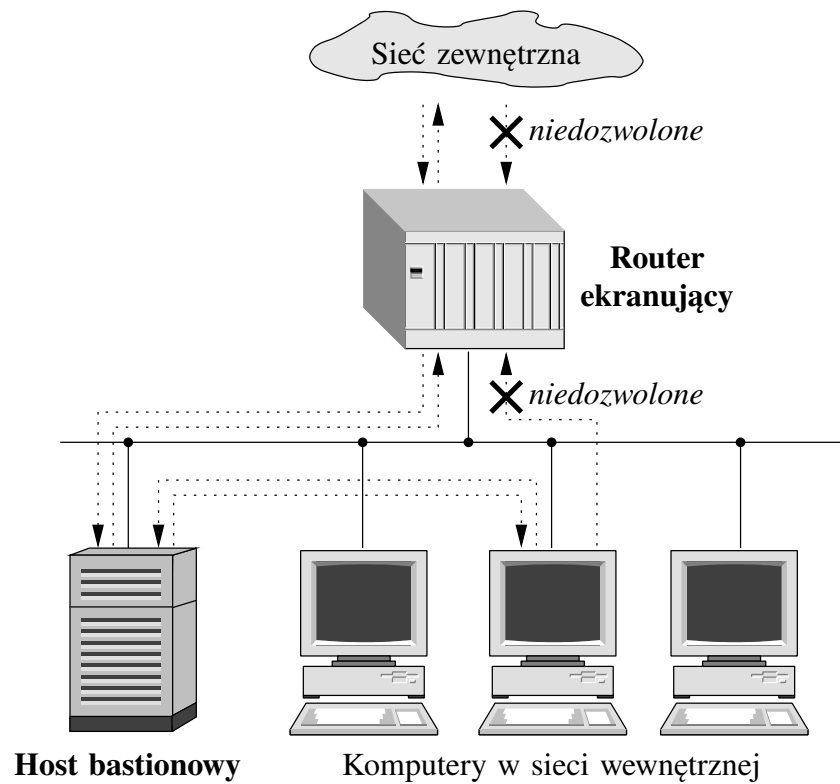 Sieć zewnętrzna
niedozwolone
Router
ekranujący
niedozwolone
Host bastionowy
Komputery w sieci wewnętrznej